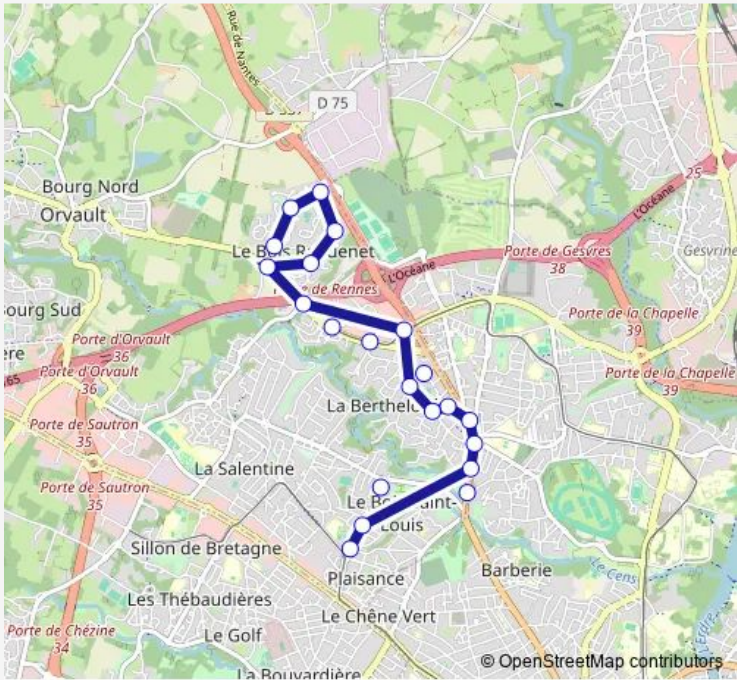 Rue de Nantes
D 75
25
Bourg Nord
Orvault
L'Océane
Porte de Gesvres
38
Gesvrine
L'Océane
de Rennes
Bourg Sud
Porte de la Chapelle
39
Porte d'Orvault
36
Porte d'Orvault
36
Porte de la Chapelle
39
La
Porte de Sautron
35
La Salentine
Porte de Sautron
35
Louis
Sillon de Bretagne
Le Cens
Barberie
Plaisance
Les Thébaudières
Le Chêne Vert
Le Golf
L'Erdre
Porte de Chézine
34
La Bouvardière
© OpenStreetMap contributors